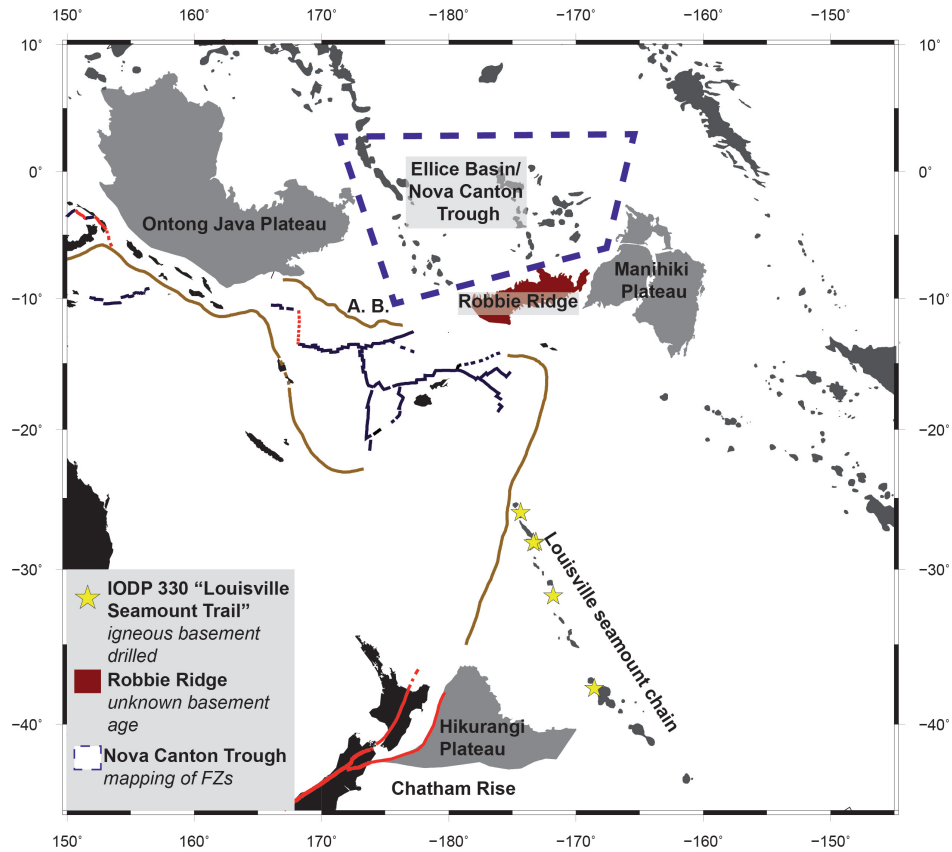 150° 160° 170° −180° −170° −160° −150°
10° 10°
0° 0°
−10° −10°
−20° −20°
−30° −30°
−40° −40°
Ellice Basin/
Nova Canton
Trough
Ontong Java Plateau
Manihiki
Plateau
Robbie Ridge
A. B.
Louisville seamount chain
IODP 330 “Louisville
Seamount Trail”
igneous basement
drilled
Robbie Ridge
unknown basement
age
Nova Canton Trough
mapping of FZs
Hikurangi
Plateau
Chatham Rise
150° 160° 170° −180° −170° −160° −150°